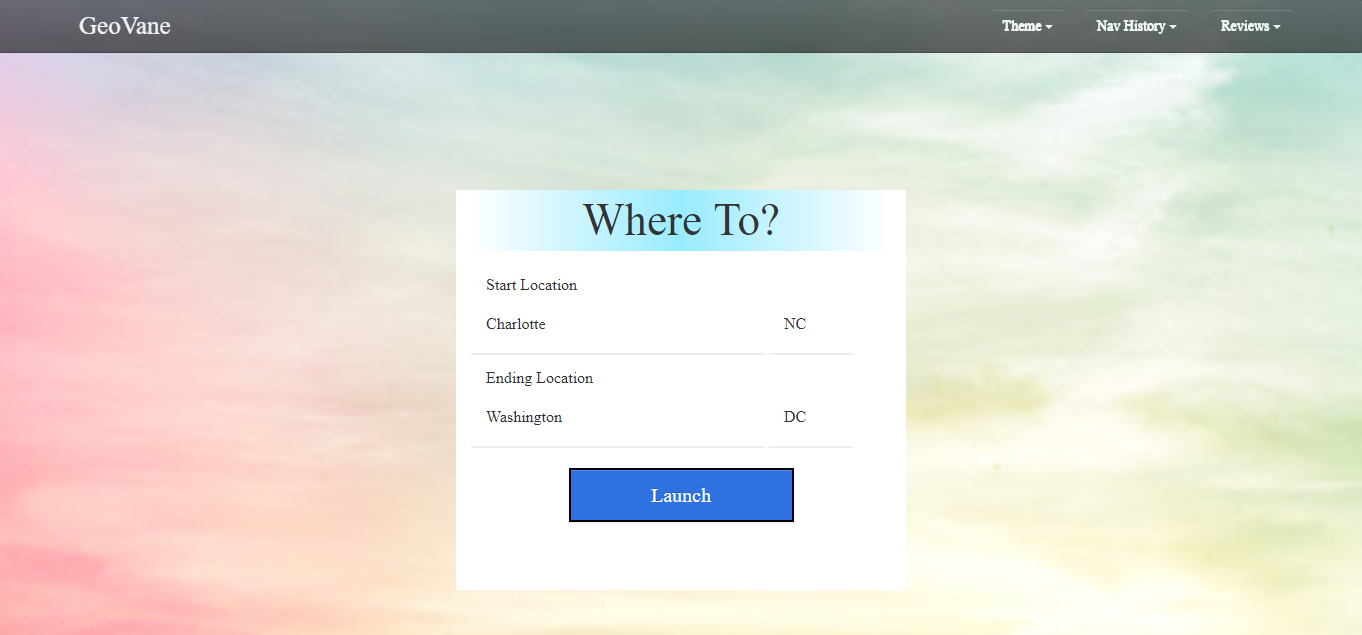 GeoVane Theme Nav History Reviews
Where To?
Start Location
Charlotte NC
Ending Location
Washington DC
Launch